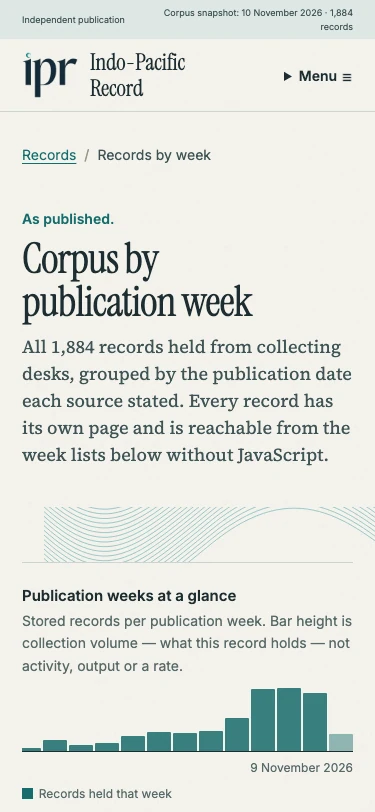 Independent publication
Corpus snapshot: 10 November 2026 · 1,884
records
ipr
Indo-Pacific
Record
▶ Menu ≡
Records / Records by week
As published.
Corpus by
publication week
All 1,884 records held from collecting
desks, grouped by the publication date
each source stated. Every record has
its own page and is reachable from the
week lists below without JavaScript.
Publication weeks at a glance
Stored records per publication week. Bar height is
collection volume — what this record holds — not
activity, output or a rate.
9 November 2026
Records held that week